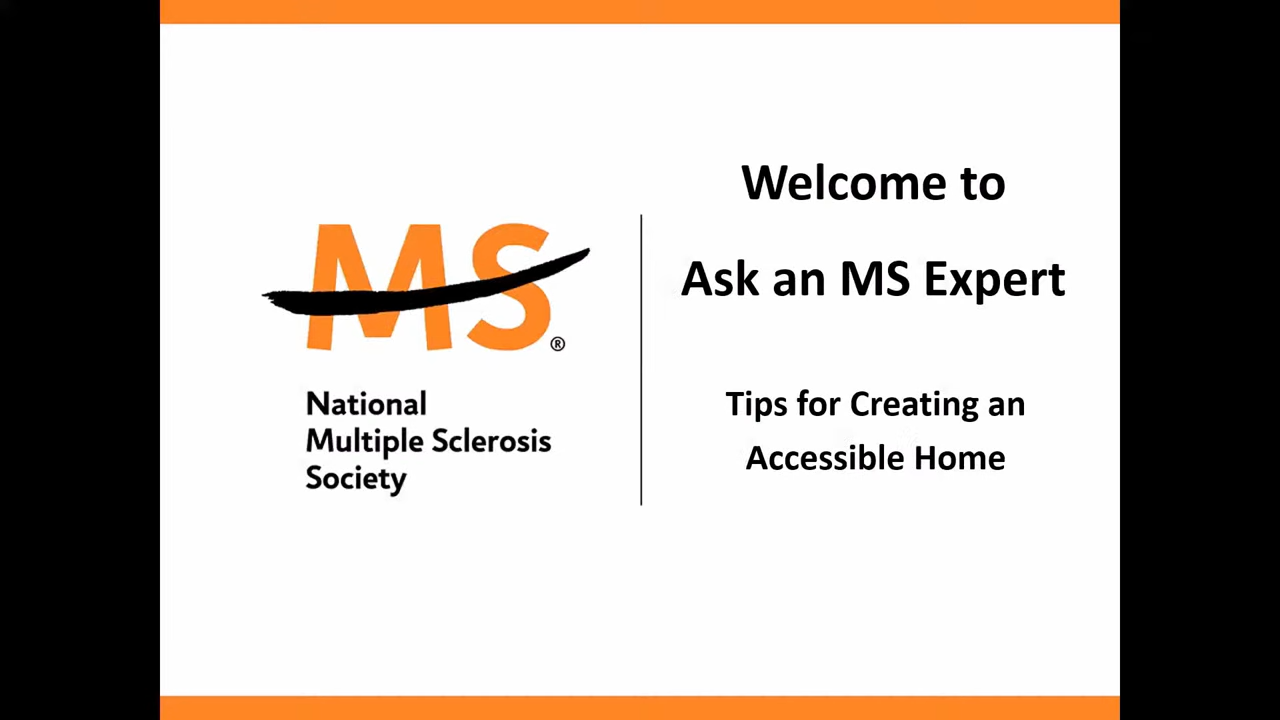 MS®
National
Multiple Sclerosis
Society
Welcome to
Ask an MS Expert
Tips for Creating an
Accessible Home